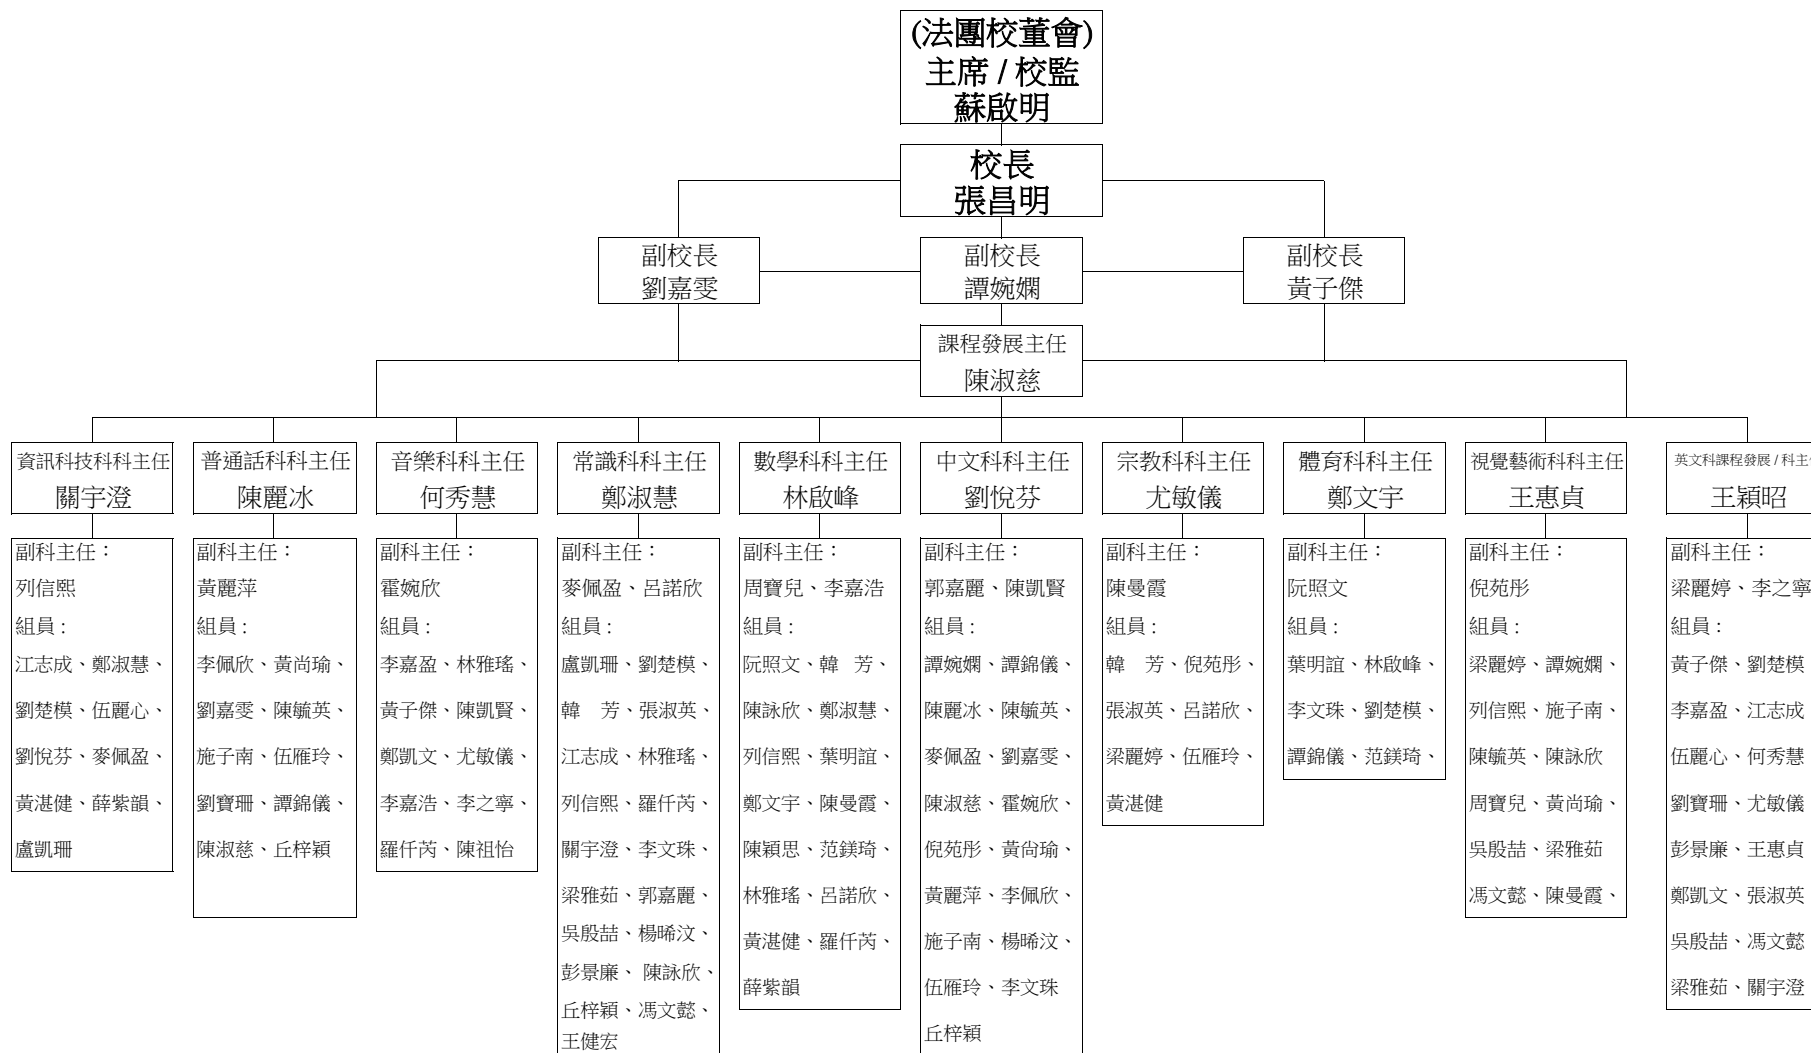 (法團校董會)
主席 / 校監
蘇啟明
校長
張昌明
副校長
劉嘉雯
副校長
譚婉嫻
副校長
黃子傑
課程發展主任
陳淑慈
資訊科技科科主任
關宇澄
副科主任：
列信熙
組員 :
江志成、鄭淑慧、
劉楚模、伍麗心、
劉悅芬、麥佩盈、
黃湛健、薛紫韻、
盧凱珊
普通話科科主任
陳麗冰
副科主任：
黃麗萍
組員 :
李佩欣、黃尚瑜、
劉嘉雯、陳毓英、
施子南、伍雁玲、
劉寶珊、譚錦儀、
陳淑慈、丘梓穎
音樂科科主任
何秀慧
副科主任：
霍婉欣
組員 :
李嘉盈、林雅瑤、
黃子傑、陳凱賢、
鄭凱文、尤敏儀、
李嘉浩、李之寧、
羅仟芮、陳祖怡
常識科科主任
鄭淑慧
副科主任：
麥佩盈、呂諾欣
組員 :
盧凱珊、劉楚模、
韓　芳、張淑英、
江志成、林雅瑤、
列信熙、羅仟芮、
關宇澄、李文珠、
梁雅茹、郭嘉麗、
吳殷喆、楊晞汶、
彭景廉、 陳詠欣、
丘梓穎、馮文懿、
王健宏
數學科科主任
林啟峰
副科主任：
周寶兒、李嘉浩
組員 :
阮照文、韓　芳、
陳詠欣、鄭淑慧、
列信熙、葉明誼、
鄭文宇、陳曼霞、
陳穎思、范鎂琦、
林雅瑤、呂諾欣、
黃湛健、羅仟芮、
薛紫韻
中文科科主任
劉悅芬
副科主任：
郭嘉麗、陳凱賢
組員 :
譚婉嫻、譚錦儀、
陳麗冰、陳毓英、
麥佩盈、劉嘉雯、
陳淑慈、霍婉欣、
倪苑彤、黃尙瑜、
黃麗萍、李佩欣、
施子南、楊晞汶、
伍雁玲、李文珠
丘梓穎
宗教科科主任
尤敏儀
副科主任：
陳曼霞
組員 :
韓　芳、倪苑彤、
張淑英、呂諾欣、
梁麗婷、伍雁玲、
黃湛健
體育科科主任
鄭文宇
副科主任：
阮照文
組員 :
葉明誼、林啟峰、
李文珠、劉楚模、
譚錦儀、范鎂琦、
視覺藝術科科主任
王惠貞
副科主任：
倪苑彤
組員 :
梁麗婷、譚婉嫻、
列信熙、施子南、
陳毓英、陳詠欣
周寶兒、黃尚瑜、
吳殷喆、梁雅茹
馮文懿、陳曼霞、
英文科課程發展 / 科主
王穎昭
副科主任：
梁麗婷、李之寧
組員 :
黃子傑、劉楚模
李嘉盈、江志成
伍麗心、何秀慧
劉寶珊、尤敏儀
彭景廉、王惠貞
鄭凱文、張淑英
吳殷喆、馮文懿
梁雅茹、關宇澄